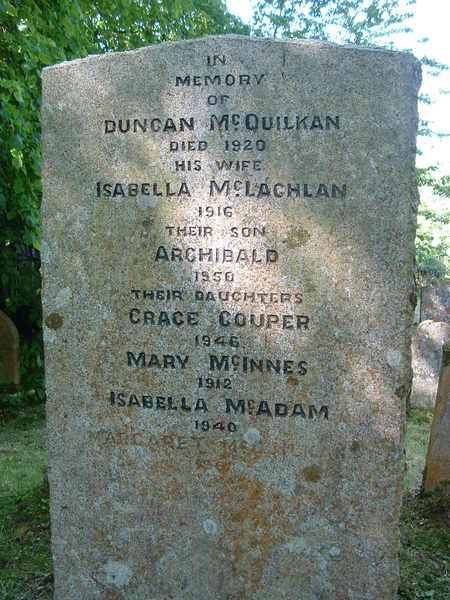 IN
MEMORY
OF
DUNCAN McQUILKAN
DIED 1920
HIS WIFE
ISABELLA McLACHLAN
1916
THEIR SON
ARCHIBALD
1950
THEIR DAUGHTERS
GRACE COUPER
1946
MARY McINNES
1912
ISABELLA McADAM
1940
MARGARET